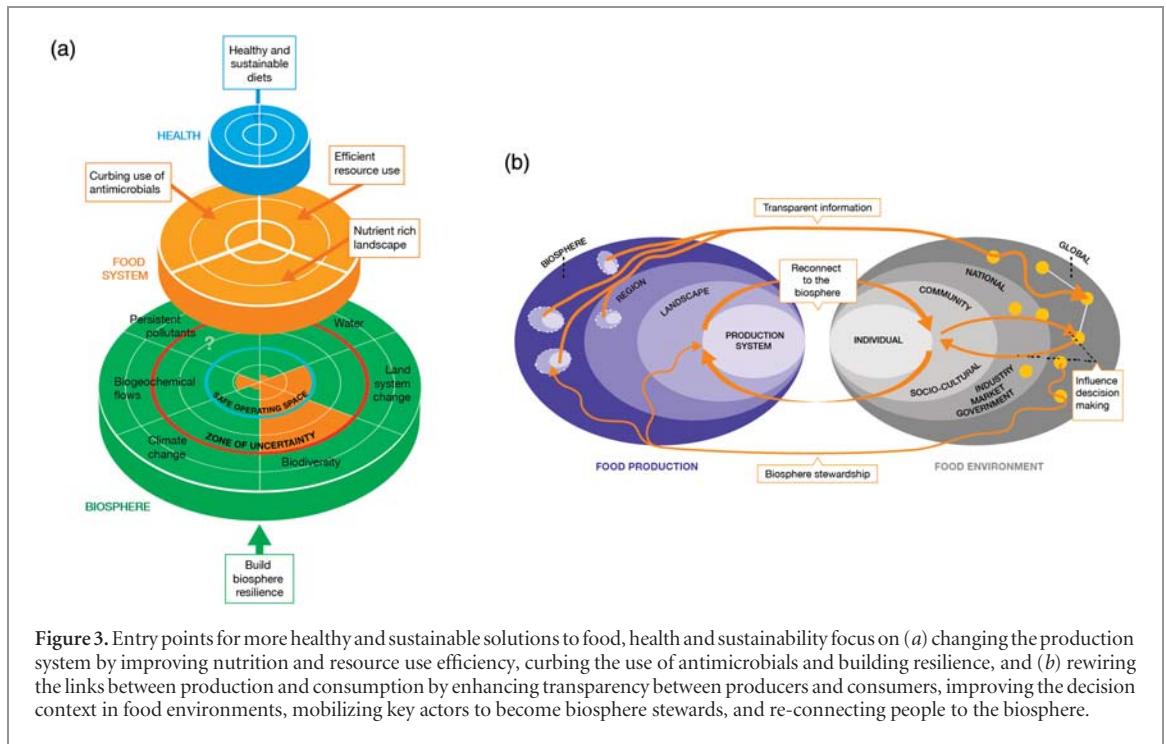 (a)
Healthy and
sustainable
diets
HEALTH
Curbing use of
antimicrobials
Efficient
resource use
Nutrient rich
landscape
FOOD
SYSTEM
Persistent
pollutants
?
Water
Biogeochemical
flows
Land
system
change
SAFE OPERATING SPACE
ZONE OF UNCERTAINTY
Climate
change
Biodiversity
BIOSPHERE
Build
biosphere
resilience
(b)
Transparent information
BIOSPHERE
REGION
LANDSCAPE
PRODUCTION
SYSTEM
Reconnect
to the
biosphere
GLOBAL
NATIONAL
COMMUNITY
INDIVIDUAL
SOCIO-CULTURAL
INDUSTRY
MARKET
GOVERNMENT
Influence
descision
making
FOOD PRODUCTION
Biosphere stewardship
FOOD ENVIRONMENT
Figure 3. Entry points for more healthy and sustainable solutions to food, health and sustainability focus on (a) changing the production
system by improving nutrition and resource use efficiency, curbing the use of antimicrobials and building resilience, and (b) rewiring
the links between production and consumption by enhancing transparency between producers and consumers, improving the decision
context in food environments, mobilizing key actors to become biosphere stewards, and re-connecting people to the biosphere.